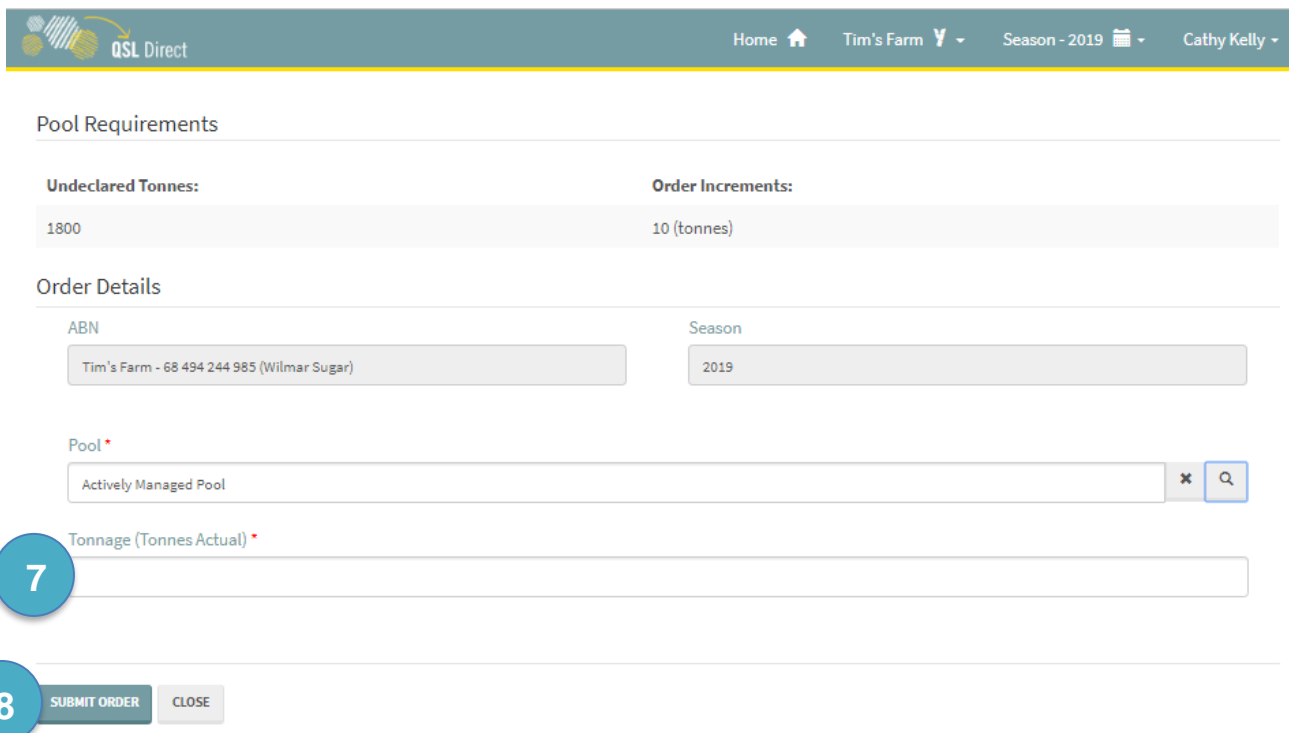 QSL Direct Home Tim's Farm Season - 2019 Cathy Kelly
Pool Requirements
Undeclared Tonnes: Order Increments:
1800 10 (tonnes)
Order Details
ABN Season
Tim's Farm - 68 494 244 985 (Wilmar Sugar) 2019
Pool *
Actively Managed Pool
Tonnage (Tonnes Actual) *
7
8 SUBMIT ORDER CLOSE